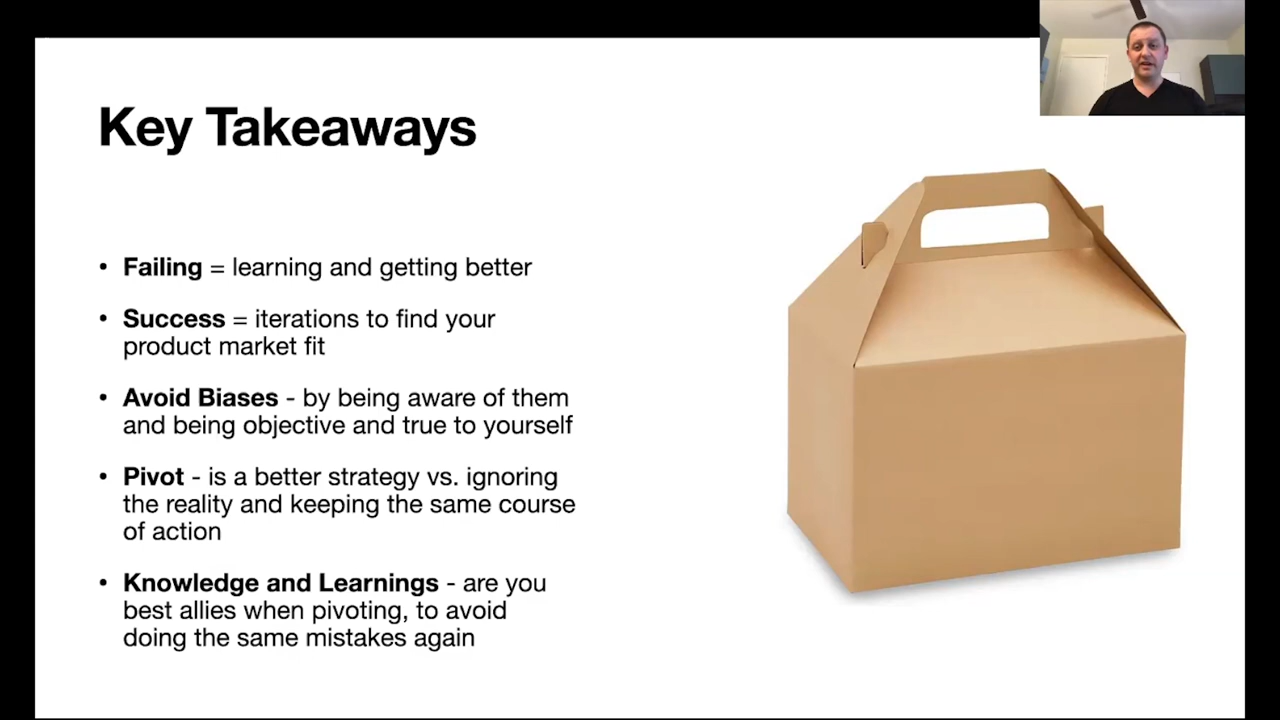 Key Takeaways
• Failing = learning and getting better
• Success = iterations to find your
product market fit
• Avoid Biases - by being aware of them
and being objective and true to yourself
• Pivot - is a better strategy vs. ignoring
the reality and keeping the same course
of action
• Knowledge and Learnings - are you
best allies when pivoting, to avoid
doing the same mistakes again